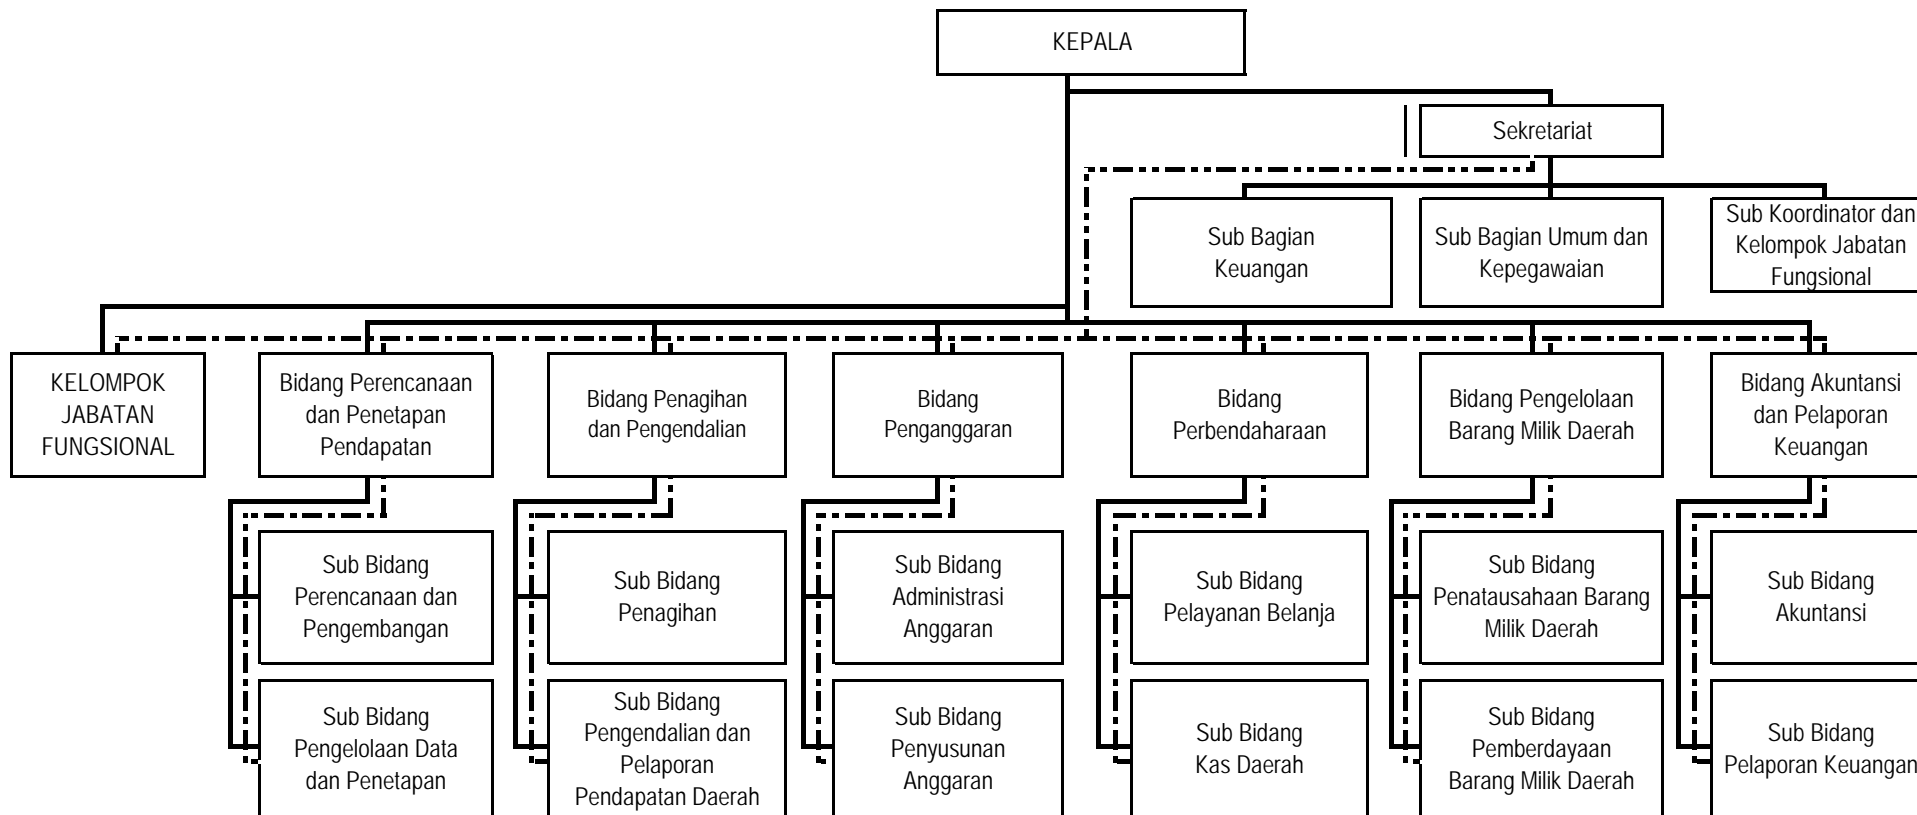 KEPALA
Sekretariat
Sub Bagian
Keuangan
Sub Bagian Umum dan
Kepegawaian
Sub Koordinator dan
Kelompok Jabatan
Fungsional
KELOMPOK
JABATAN
FUNGSIONAL
Bidang Perencanaan
dan Penetapan
Pendapatan
Bidang Penagihan
dan Pengendalian
Bidang
Penganggaran
Bidang
Perbendaharaan
Bidang Pengelolaan
Barang Milik Daerah
Bidang Akuntansi
dan Pelaporan
Keuangan
Sub Bidang
Perencanaan dan
Pengembangan
Sub Bidang
Penagihan
Sub Bidang
Administrasi
Anggaran
Sub Bidang
Pelayanan Belanja
Sub Bidang
Penatausahaan Barang
Milik Daerah
Sub Bidang
Akuntansi
Sub Bidang
Pengelolaan Data
dan Penetapan
Sub Bidang
Pengendalian dan
Pelaporan
Pendapatan Daerah
Sub Bidang
Penyusunan
Anggaran
Sub Bidang
Kas Daerah
Sub Bidang
Pemberdayaan
Barang Milik Daerah
Sub Bidang
Pelaporan Keuangan